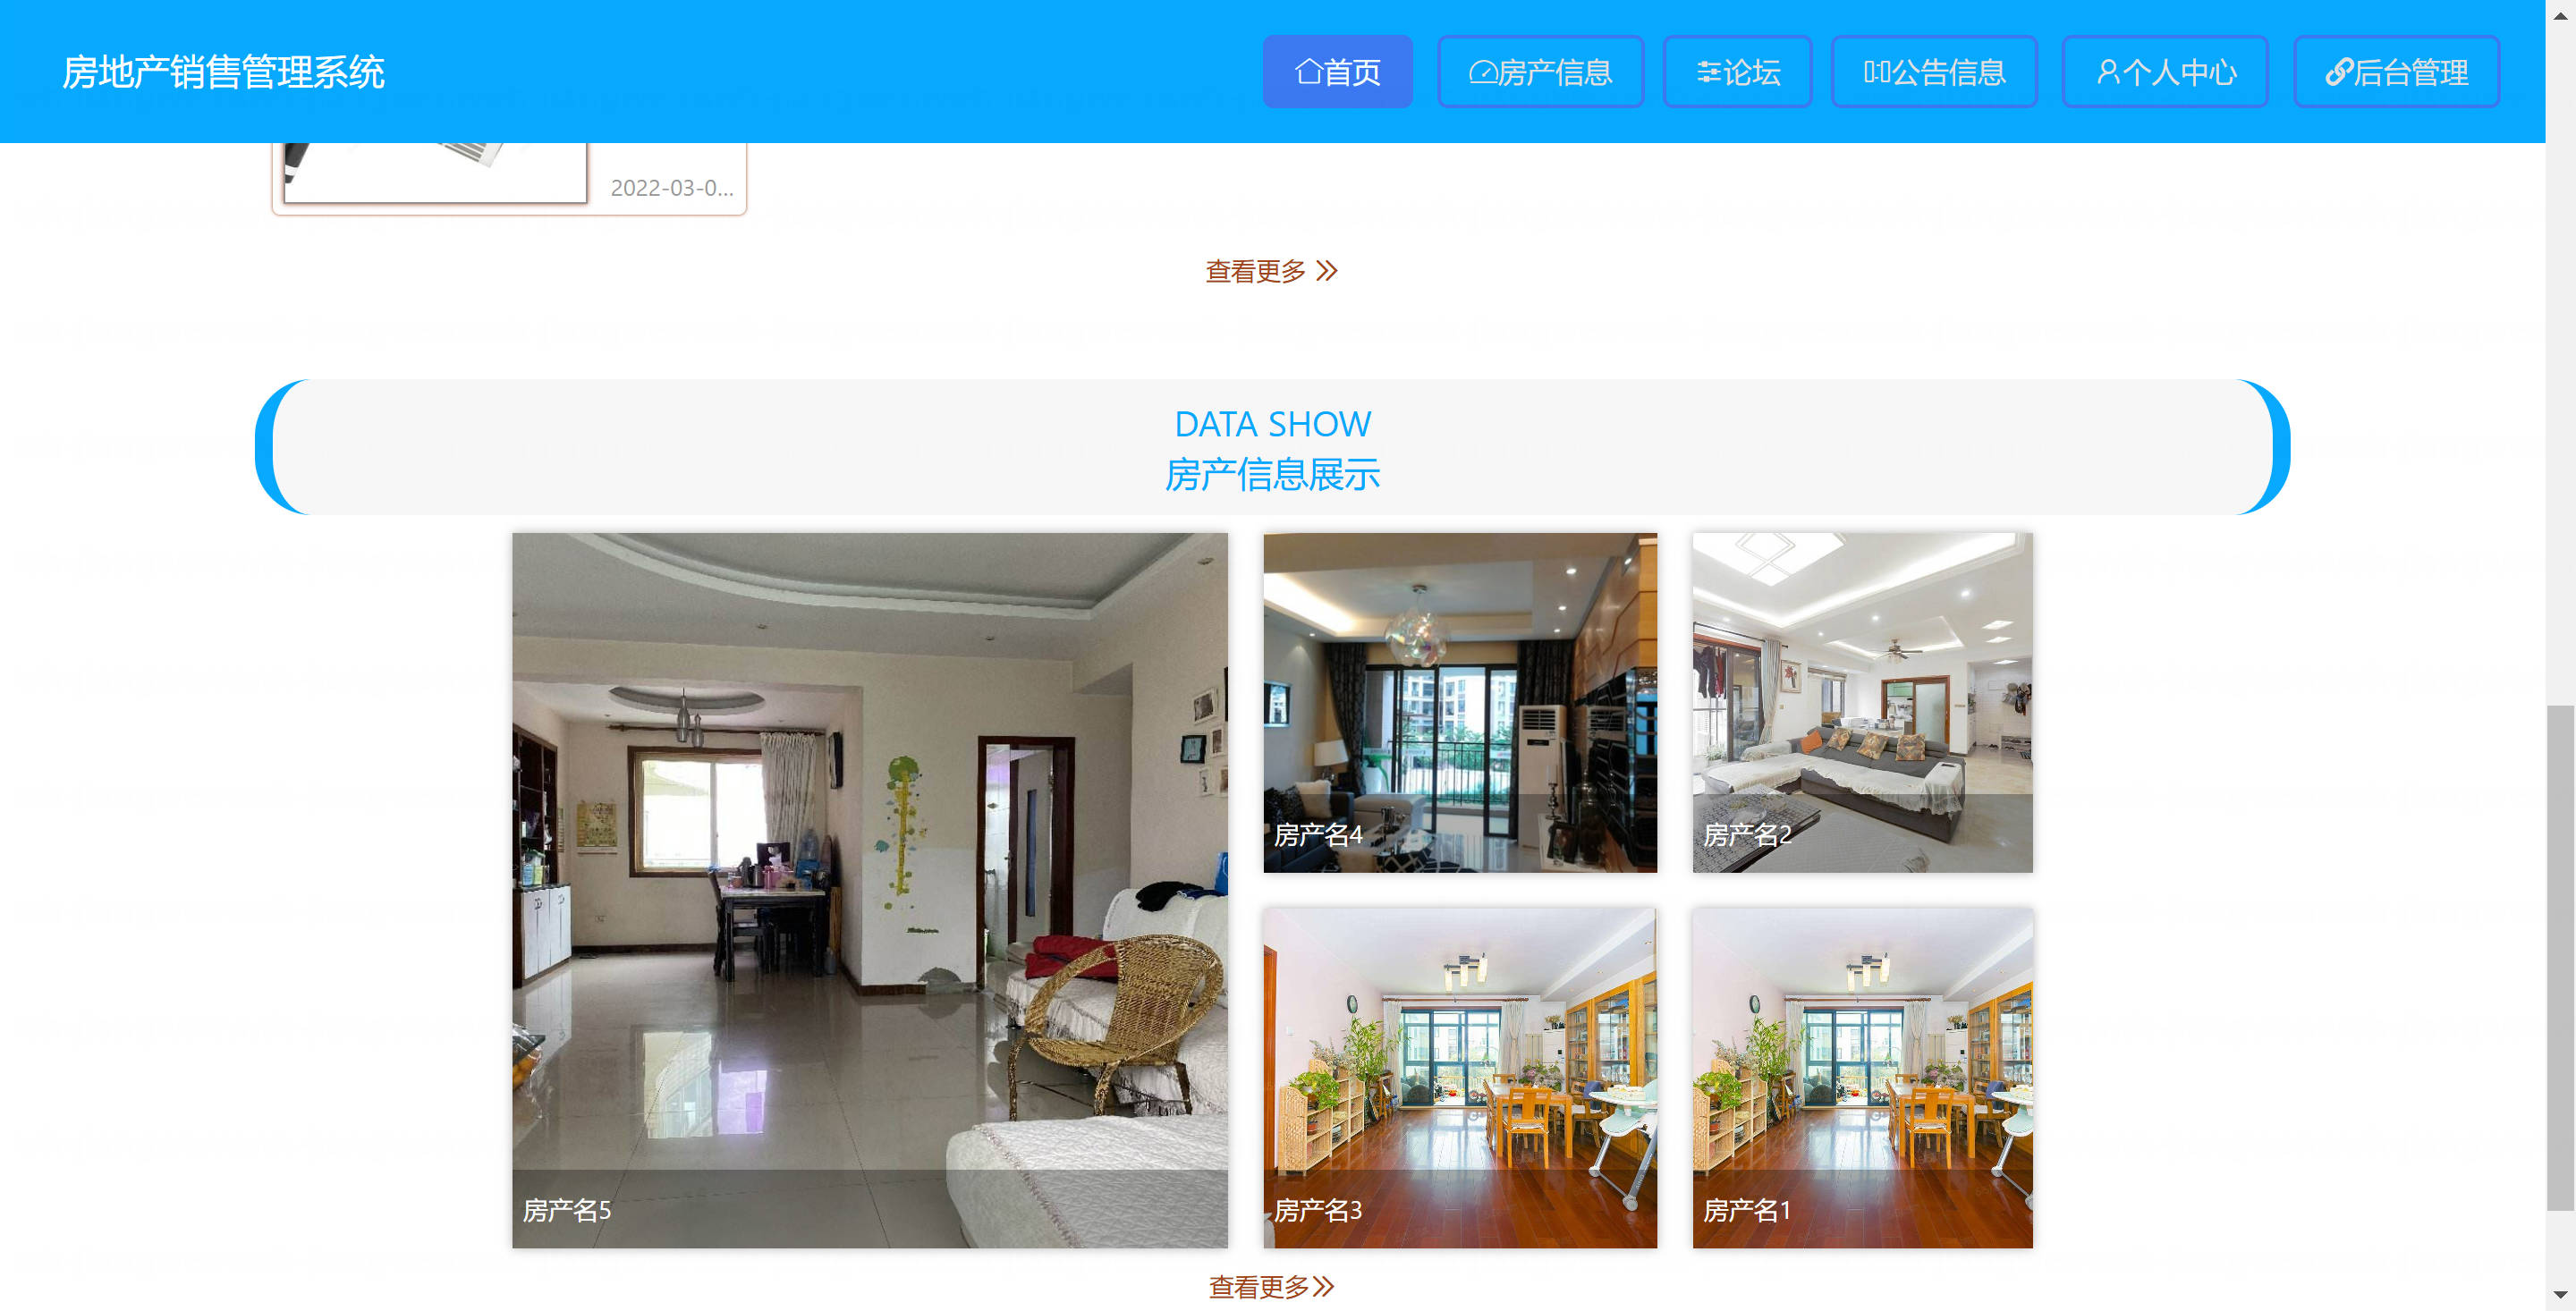 房地产销售管理系统
首页
房产信息
论坛
公告信息
个人中心
后台管理
2022-03-0...
查看更多
DATA SHOW
房产信息展示
房产名4
房产名2
房产名5
房产名3
房产名1
查看更多